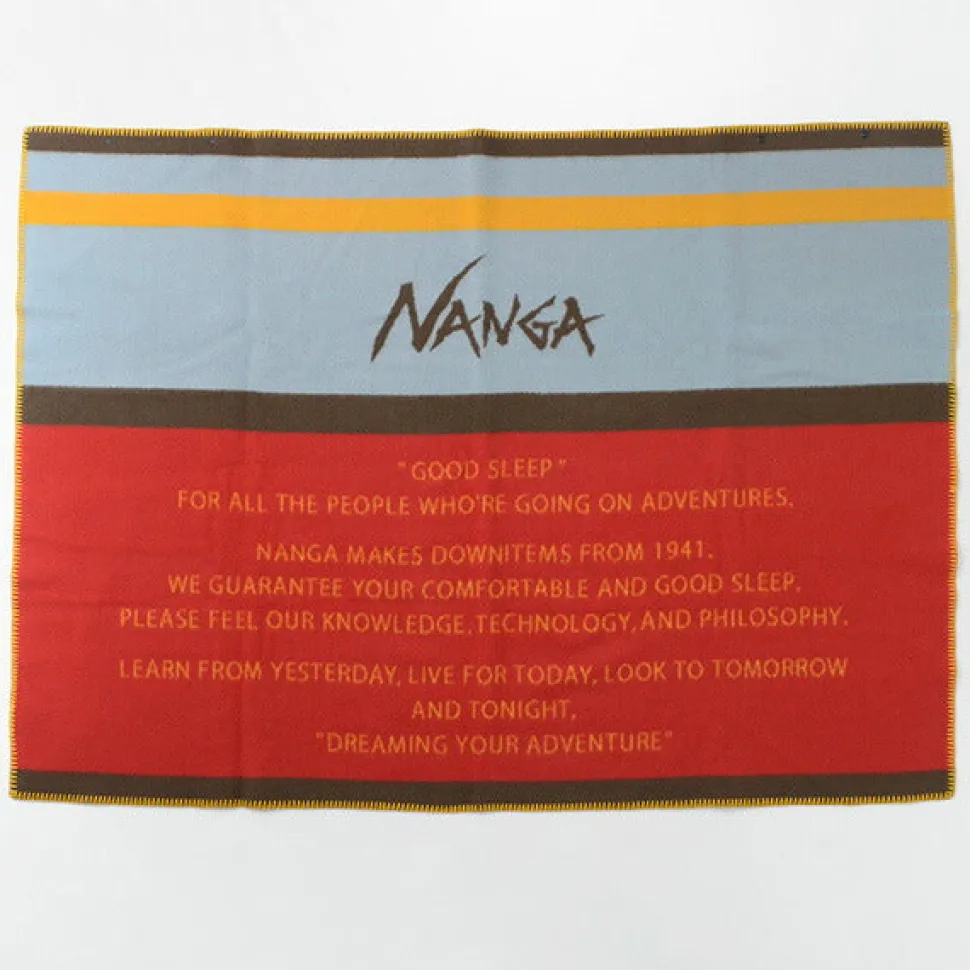 NANGA
"GOOD SLEEP"
FOR ALL THE PEOPLE WHO'RE GOING ON ADVENTURES.
NANGA MAKES DOWNITEMS FROM 1941.
WE GUARANTEE YOUR COMFORTABLE AND GOOD SLEEP.
PLEASE FEEL OUR KNOWLEDGE,TECHNOLOGY,AND PHILOSOPHY.
LEARN FROM YESTERDAY, LIVE FOR TODAY, LOOK TO TOMORROW
AND TONIGHT,
"DREAMING YOUR ADVENTURE"